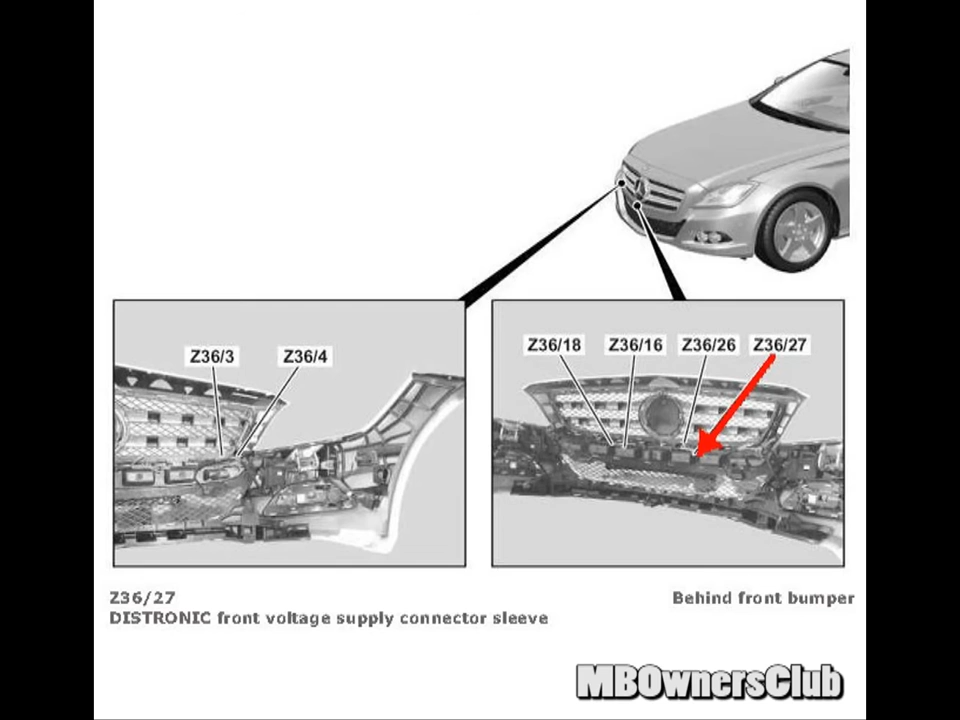 Z36/3
Z36/4
Z36/18
Z36/16
Z36/26
Z36/27
Z36/27
Behind front bumper
DISTRONIC front voltage supply connector sleeve
MBOwnersClub